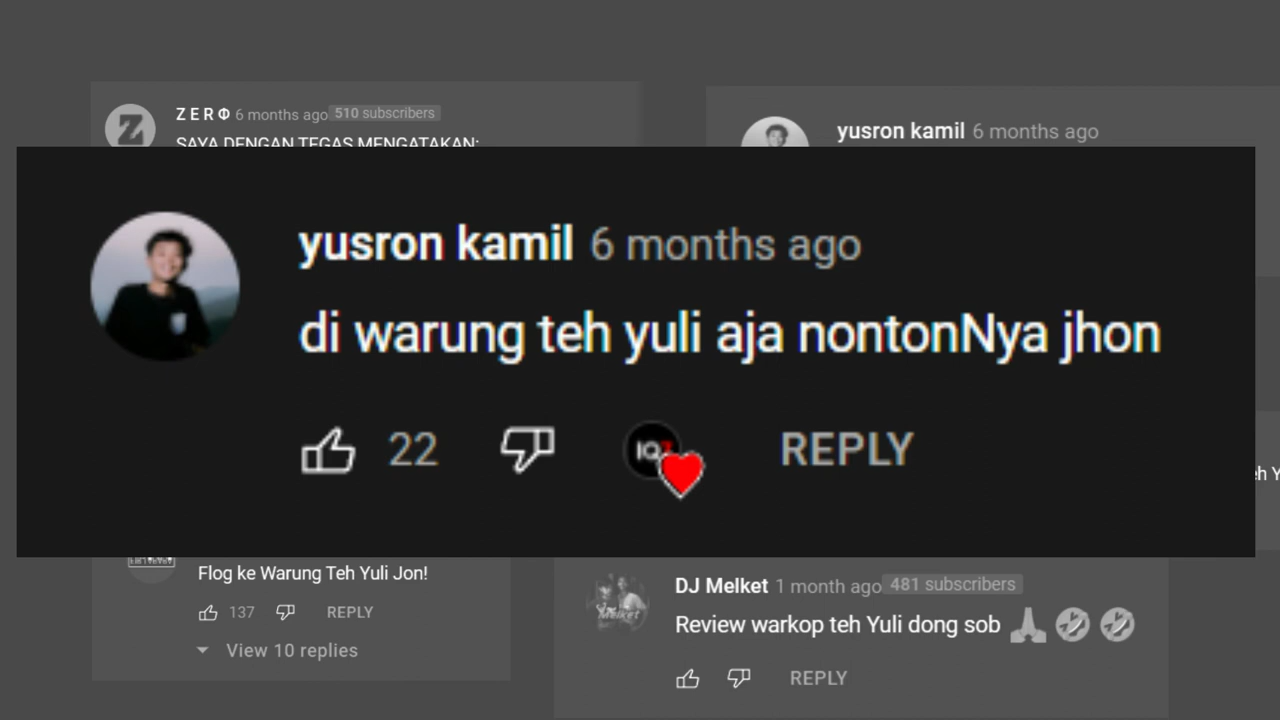 Z E R Φ 6 months ago 510 subscribers
SAYA DENGAN TEGAS MENGATAKAN:
yusron kamil 6 months ago
yusron kamil 6 months ago
di warung teh yuli aja nontonNya jhon
22 REPLY
Flog ke Warung Teh Yuli Jon!
137 REPLY
View 10 replies
DJ Melket 1 month ago 481 subscribers
Review warkop teh Yuli dong sob 🙏🤣🤣
REPLY